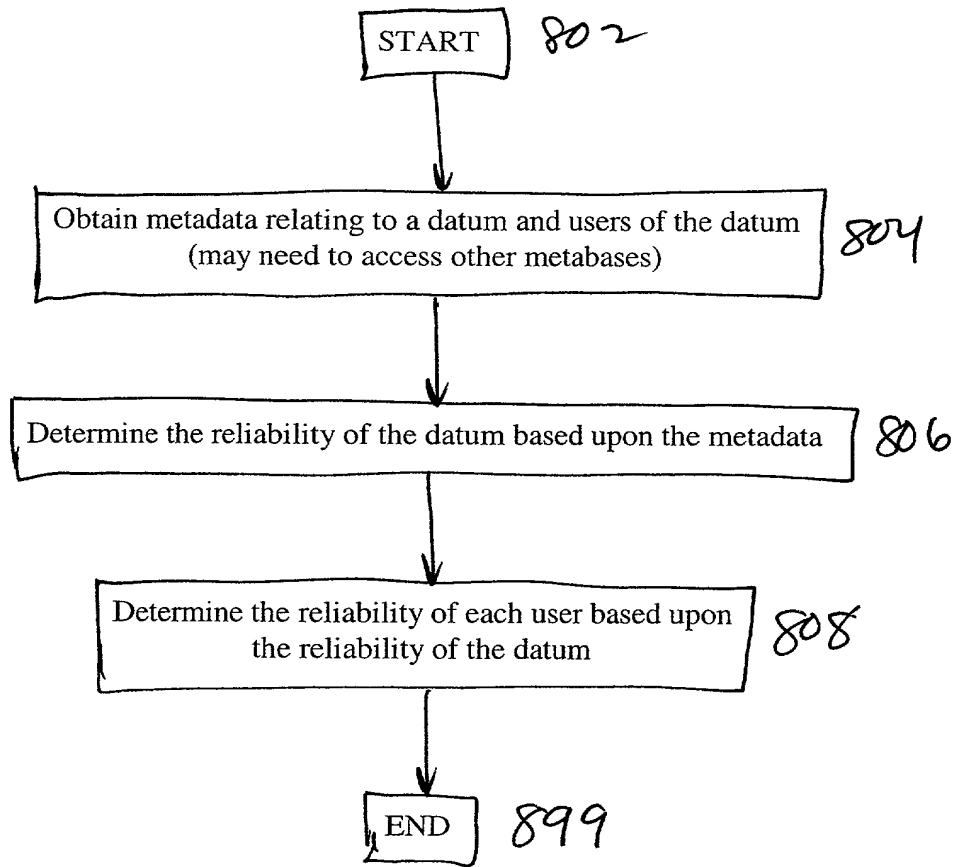 START 802
Obtain metadata relating to a datum and users of the datum
(may need to access other metabases) 804
Determine the reliability of the datum based upon the metadata 806
Determine the reliability of each user based upon
the reliability of the datum 808
END 899